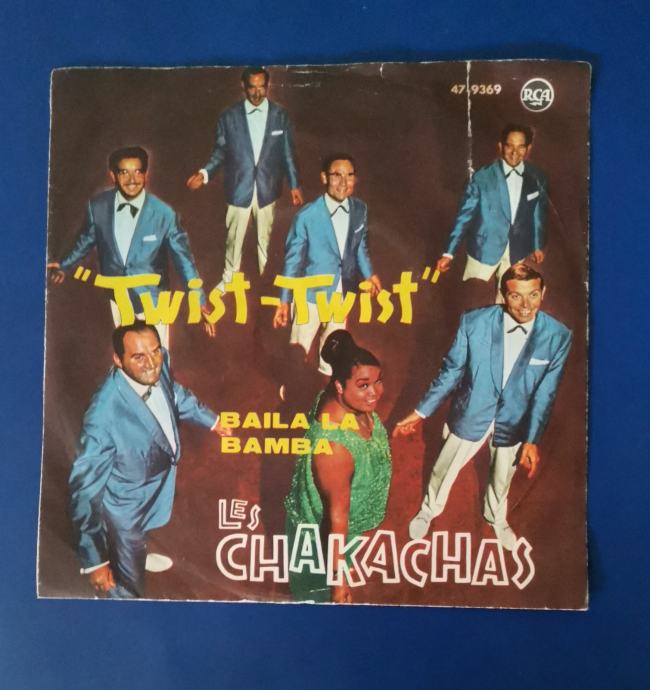 47-9369 RCA
"Twist-Twist"
BAILA LA
BAMBA
LES
CHAKACHAS